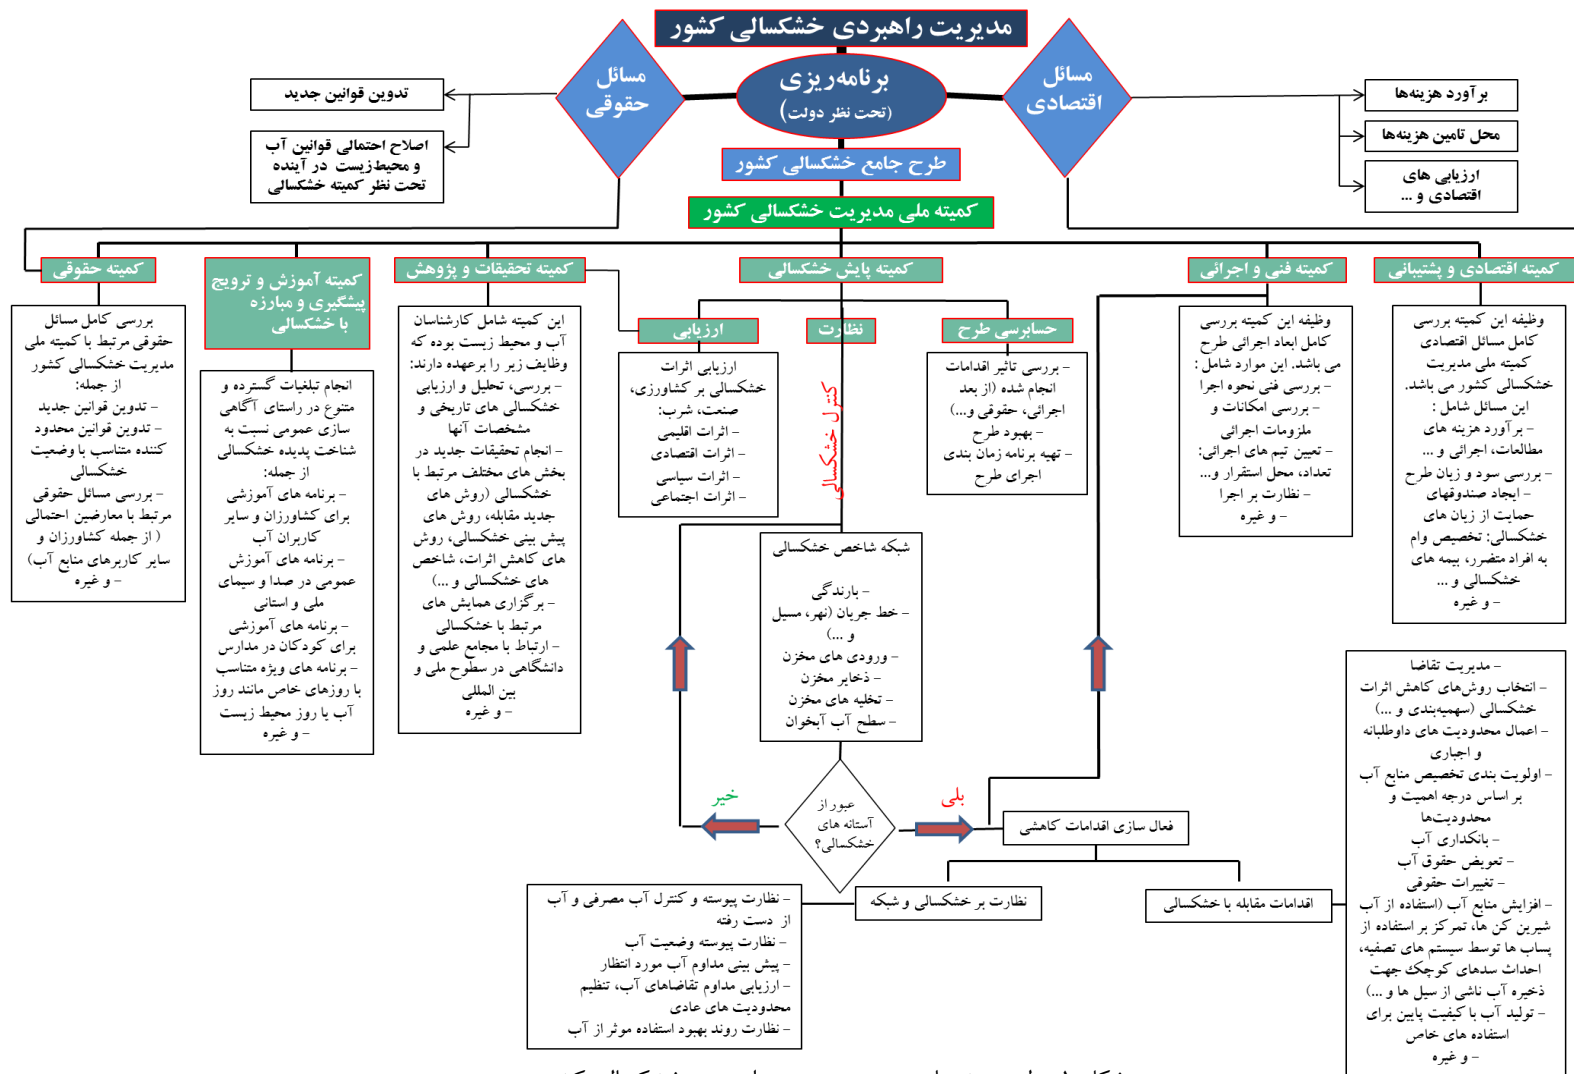 مدیریت راهبردی خشکسالی کشور
مسائل
اقتصادی
برنامه‌ریزی
(تحت نظر دولت)
مسائل
حقوقی
برآورد هزینه‌ها
محل تامین هزینه‌ها
ارزیابی های
اقتصادی و ...
تدوین قوانین جدید
اصلاح احتمالی قوانین آب
و محیط‌زیست در آینده
تحت نظر کمیته خشکسالی
طرح جامع خشکسالی کشور
کمیته ملی مدیریت خشکسالی کشور
کمیته اقتصادی و پشتیبانی
وظیفه این کمیته بررسی
کامل مسائل اقتصادی
کمیته ملی مدیریت
خشکسالی کشور می باشد.
این مسائل شامل :
- برآورد هزینه های
مطالعات، اجرائی و ...
- بررسی سود و زیان طرح
- ایجاد صندوقهای
حمایت از زیان های
خشکسالی: تخصیص وام
به افراد متضرر، بیمه های
خشکسالی و ...
- و غیره
کمیته فنی و اجرائی
وظیفه این کمیته بررسی
کامل ابعاد اجرائی طرح
می باشد. این موارد شامل :
- بررسی فنی نحوه اجرا
- بررسی امکانات و
ملزومات اجرائی
- تعیین تیم های اجرائی:
تعداد، محل استقرار و...
- نظارت بر اجرا
- و غیره
کمیته پایش خشکسالی
حسابرسی طرح
- بررسی تاثیر اقدامات
انجام شده (از بعد
اجرائی، حقوقی و...)
- بهبود طرح
- تهیه برنامه زمان بندی
اجرای طرح
نظارت
کنترل خشکسالی
ارزیابی
ارزیابی اثرات
خشکسالی بر کشاورزی،
صنعت، شرب:
- اثرات اقلیمی
- اثرات اقتصادی
- اثرات سیاسی
- اثرات اجتماعی
کمیته تحقیقات و پژوهش
این کمیته شامل کارشناسان
آب و محیط زیست بوده که
وظایف زیر را برعهده دارند:
- بررسی، تحلیل و ارزیابی
خشکسالی های تاریخی و
مشخصات آنها
- انجام تحقیقات جدید در
بخش های مختلف مرتبط با
خشکسالی (روش های
جدید مقابله، روش های
پیش بینی خشکسالی، روش
های کاهش اثرات، شاخص
های خشکسالی و ...)
- برگزاری همایش های
مرتبط با خشکسالی
- ارتباط با مجامع علمی و
دانشگاهی در سطوح ملی و
بین المللی
- و غیره
کمیته آموزش و ترویج
پیشگیری و مبارزه
با خشکسالی
انجام تبلغیات گسترده و
متنوع در راستای آگاهی
سازی عمومی نسبت به
شناخت پدیده خشکسالی
از جمله:
- برنامه های آموزشی
برای کشاورزان و سایر
کاربران آب
- برنامه های آموزش
عمومی در صدا و سیمای
ملی و استانی
- برنامه های آموزشی
برای کودکان در مدارس
- برنامه های ویژه متناسب
با روزهای خاص مانند روز
آب یا روز محیط زیست
- و غیره
کمیته حقوقی
بررسی کامل مسائل
حقوقی مرتبط با کمیته ملی
مدیریت خشکسالی کشور
از جمله:
- تدوین قوانین جدید
- تدوین قوانین محدود
کننده متناسب با وضعیت
خشکسالی
- بررسی مسائل حقوقی
مرتبط با معارضین احتمالی
( از جمله کشاورزان و
سایر کاربرهای منابع آب)
- و غیره
شبکه شاخص خشکسالی
- بارندگی
- خط جریان (نهر، مسیل
و ...)
- ورودی های مخزن
- ذخایر مخزن
- تخلیه های مخزن
- سطح آب آبخوان
عبور از
آستانه های
خشکسالی؟
بلی
خیر
فعال سازی اقدامات کاهشی
اقدامات مقابله با خشکسالی
نظارت بر خشکسالی و شبکه
- مدیریت تقاضا
- انتخاب روش‌های کاهش اثرات
خشکسالی (سهمیه‌بندی و ...)
- اعمال محدودیت های داوطلبانه
و اجباری
- اولویت بندی تخصیص منابع آب
بر اساس درجه اهمیت و
محدودیت‌ها
- بانکداری آب
- تعویض حقوق آب
- تغییرات حقوقی
- افزایش منابع آب (استفاده از آب
شیرین کن ها، تمرکز بر استفاده از
پساب ها توسط سیستم های تصفیه،
احداث سدهای کوچک جهت
ذخیره آب ناشی از سیل ها و ...)
- تولید آب با کیفیت پایین برای
استفاده های خاص
- و غیره
- نظارت پیوسته و کنترل آب مصرفی و آب
از دست رفته
- نظارت پیوسته وضعیت آب
- پیش بینی مداوم آب مورد انتظار
- ارزیابی مداوم تقاضاهای آب، تنظیم
محدودیت های عادی
- نظارت روند بهبود استفاده موثر از آب